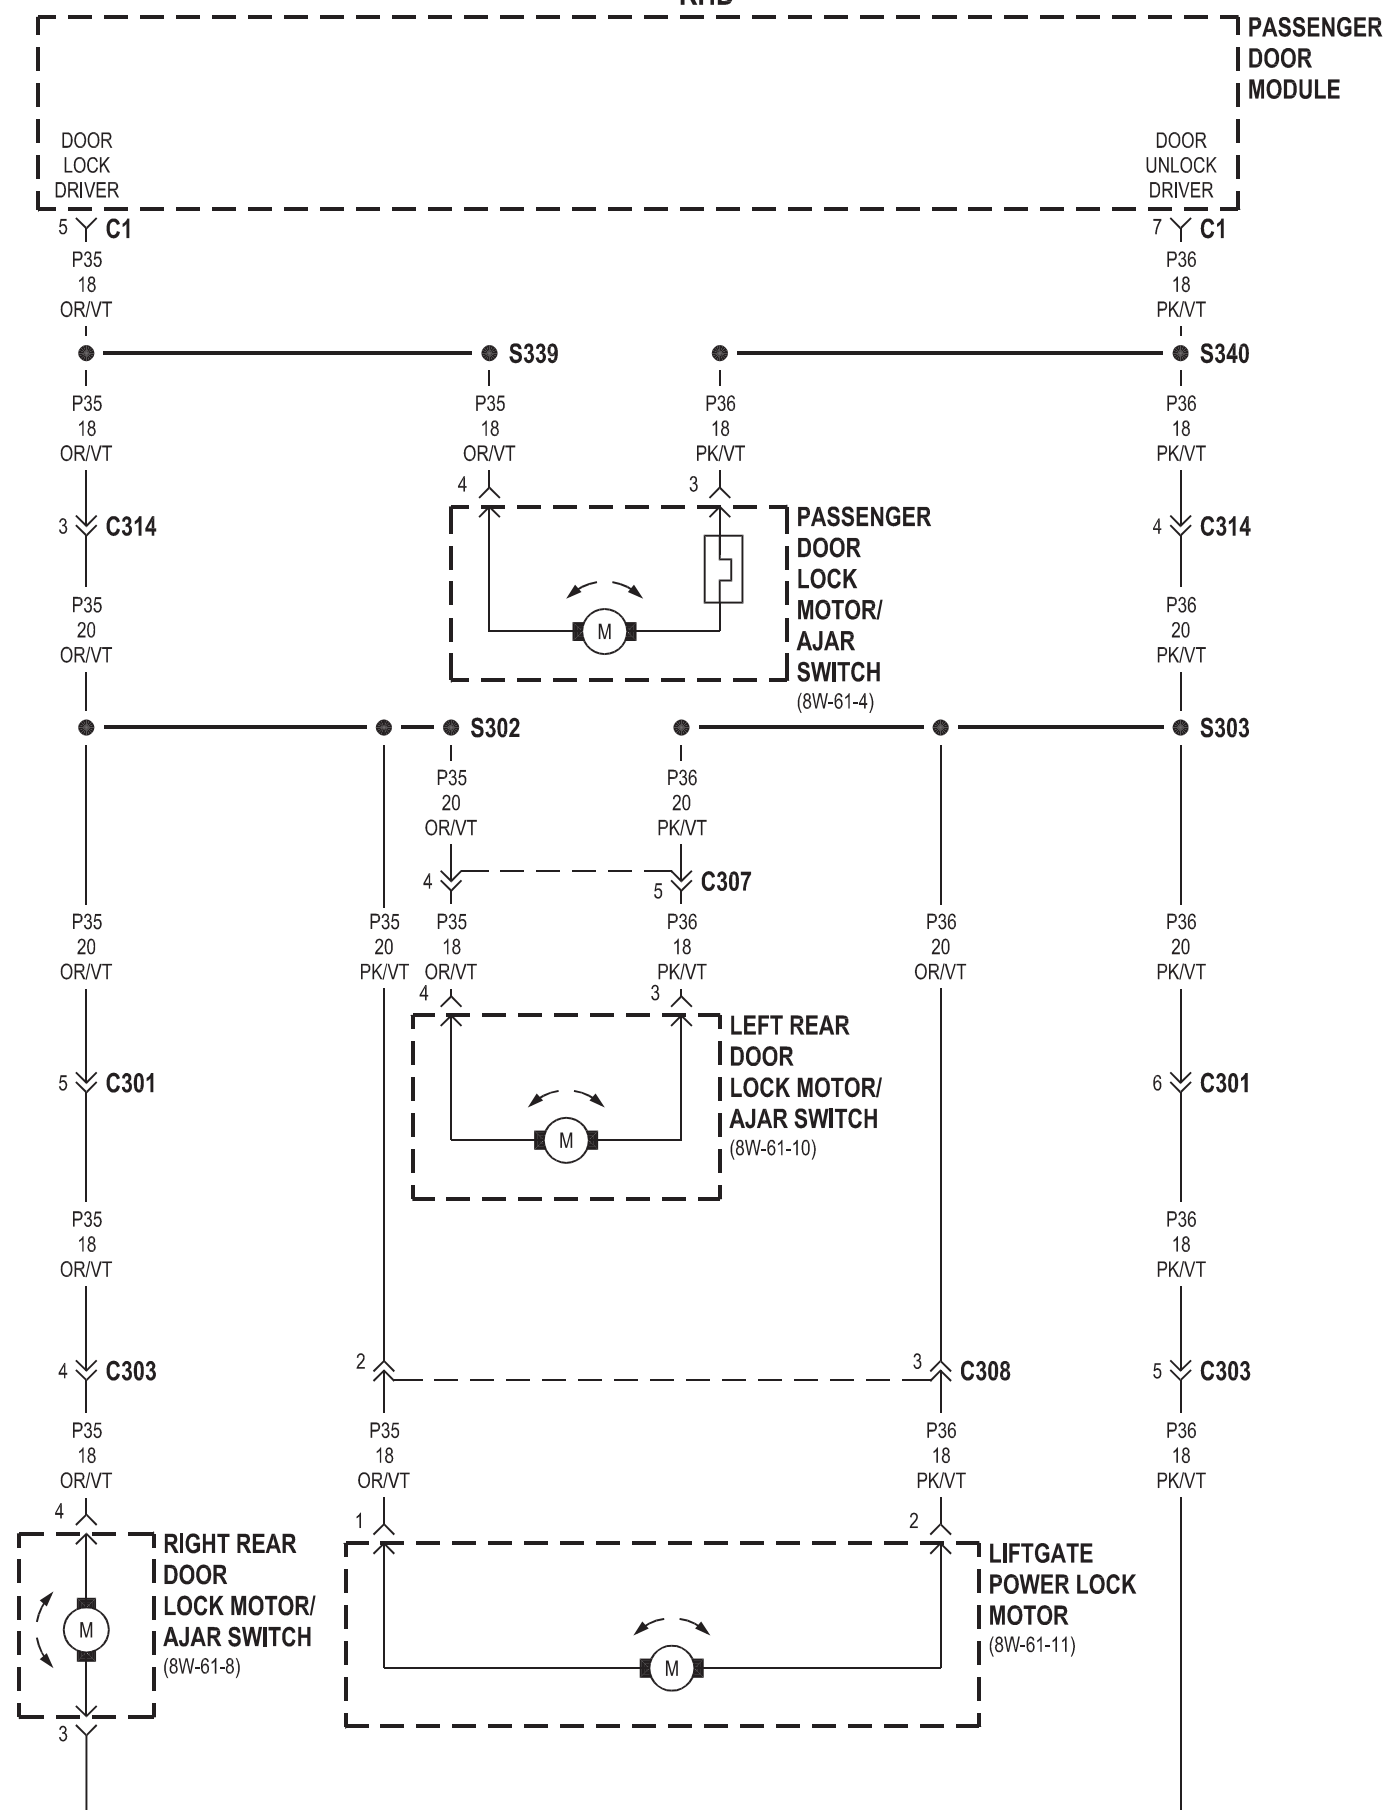 PASSENGER
DOOR
MODULE
DOOR
LOCK
DRIVER
DOOR
UNLOCK
DRIVER
5 C1
7 C1
P35
18
OR/VT
P36
18
PK/VT
S339
S340
P35
18
OR/VT
P35
18
OR/VT
P36
18
PK/VT
P36
18
PK/VT
4
3
3 C314
4 C314
PASSENGER
DOOR
LOCK
MOTOR/
AJAR
SWITCH
(8W-61-4)
M
P35
20
OR/VT
P36
20
PK/VT
S302
S303
P35
20
OR/VT
P36
20
PK/VT
4
5 C307
P35
20
OR/VT
P35
20
PK/VT
P35
18
OR/VT
P36
18
PK/VT
P36
20
OR/VT
P36
20
PK/VT
4
3
LEFT REAR
DOOR
LOCK MOTOR/
AJAR SWITCH
(8W-61-10)
M
5 C301
6 C301
P35
18
OR/VT
P36
18
PK/VT
4 C303
2
3 C308
5 C303
P35
18
OR/VT
P35
18
OR/VT
P36
18
PK/VT
P36
18
PK/VT
4
1
2
RIGHT REAR
DOOR
LOCK MOTOR/
AJAR SWITCH
(8W-61-8)
M
3
LIFTGATE
POWER LOCK
MOTOR
(8W-61-11)
M